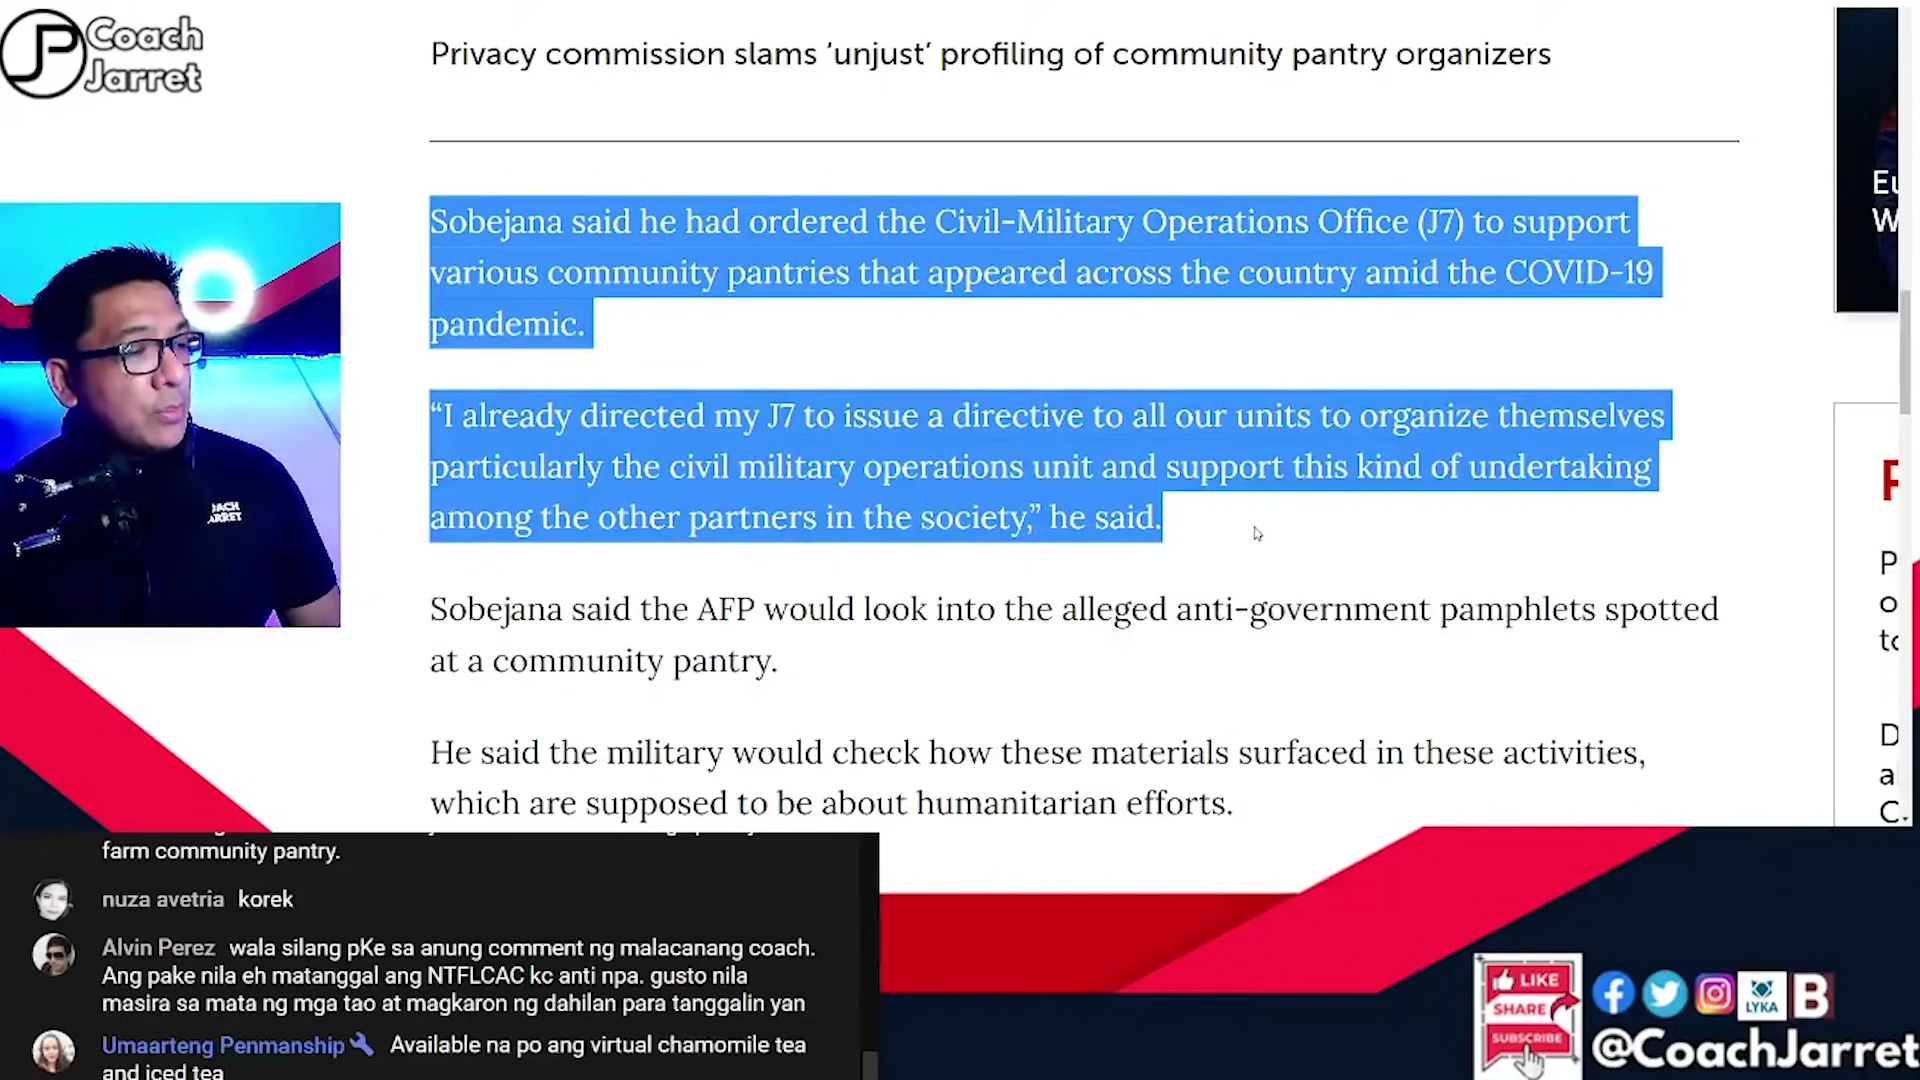 Coach
Jarret
Privacy commission slams ‘unjust’ profiling of community pantry organizers
Sobejana said he had ordered the Civil-Military Operations Office (J7) to support
various community pantries that appeared across the country amid the COVID-19
pandemic.
“I already directed my J7 to issue a directive to all our units to organize themselves
particularly the civil military operations unit and support this kind of undertaking
among the other partners in the society,” he said.
Sobejana said the AFP would look into the alleged anti-government pamphlets spotted
at a community pantry.
He said the military would check how these materials surfaced in these activities,
which are supposed to be about humanitarian efforts.
JARRET
farm community pantry.
nuza avetria korek
Alvin Perez wala silang pKe sa anung comment ng malacanang coach.
Ang pake nila eh matanggal ang NTFLCAC kc anti npa. gusto nila
masira sa mata ng mga tao at magkaron ng dahilan para tanggalin yan
Umaarteng Penmanship Available na po ang virtual chamomile tea
and iced tea
LIKE
SHARE
SUBSCRIBE
LYKA
B
@CoachJarret